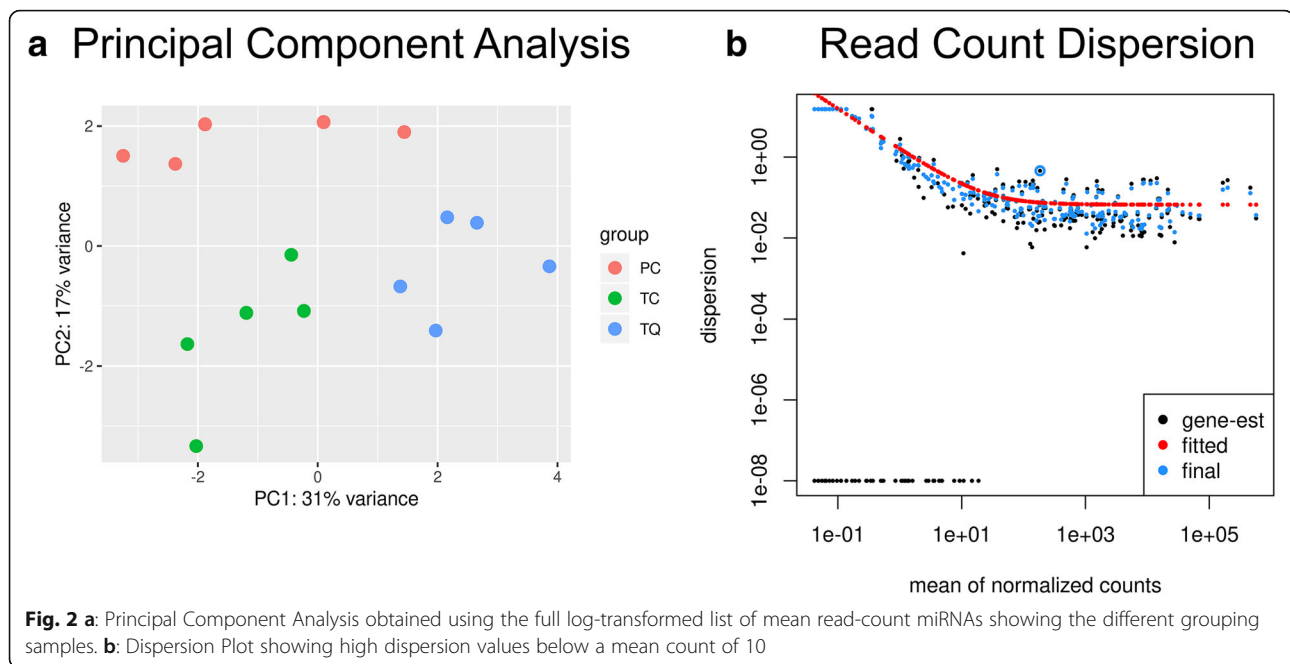 a Principal Component Analysis
PC2: 17% variance
2
0
-2
-2
0
2
4
PC1: 31% variance
group
PC
TC
TQ
b Read Count Dispersion
dispersion
1e+00
1e-02
1e-04
1e-06
1e-08
gene-est
fitted
final
1e-01
1e+01
1e+03
1e+05
mean of normalized counts
Fig. 2 a: Principal Component Analysis obtained using the full log-transformed list of mean read-count miRNAs showing the different grouping
samples. b: Dispersion Plot showing high dispersion values below a mean count of 10